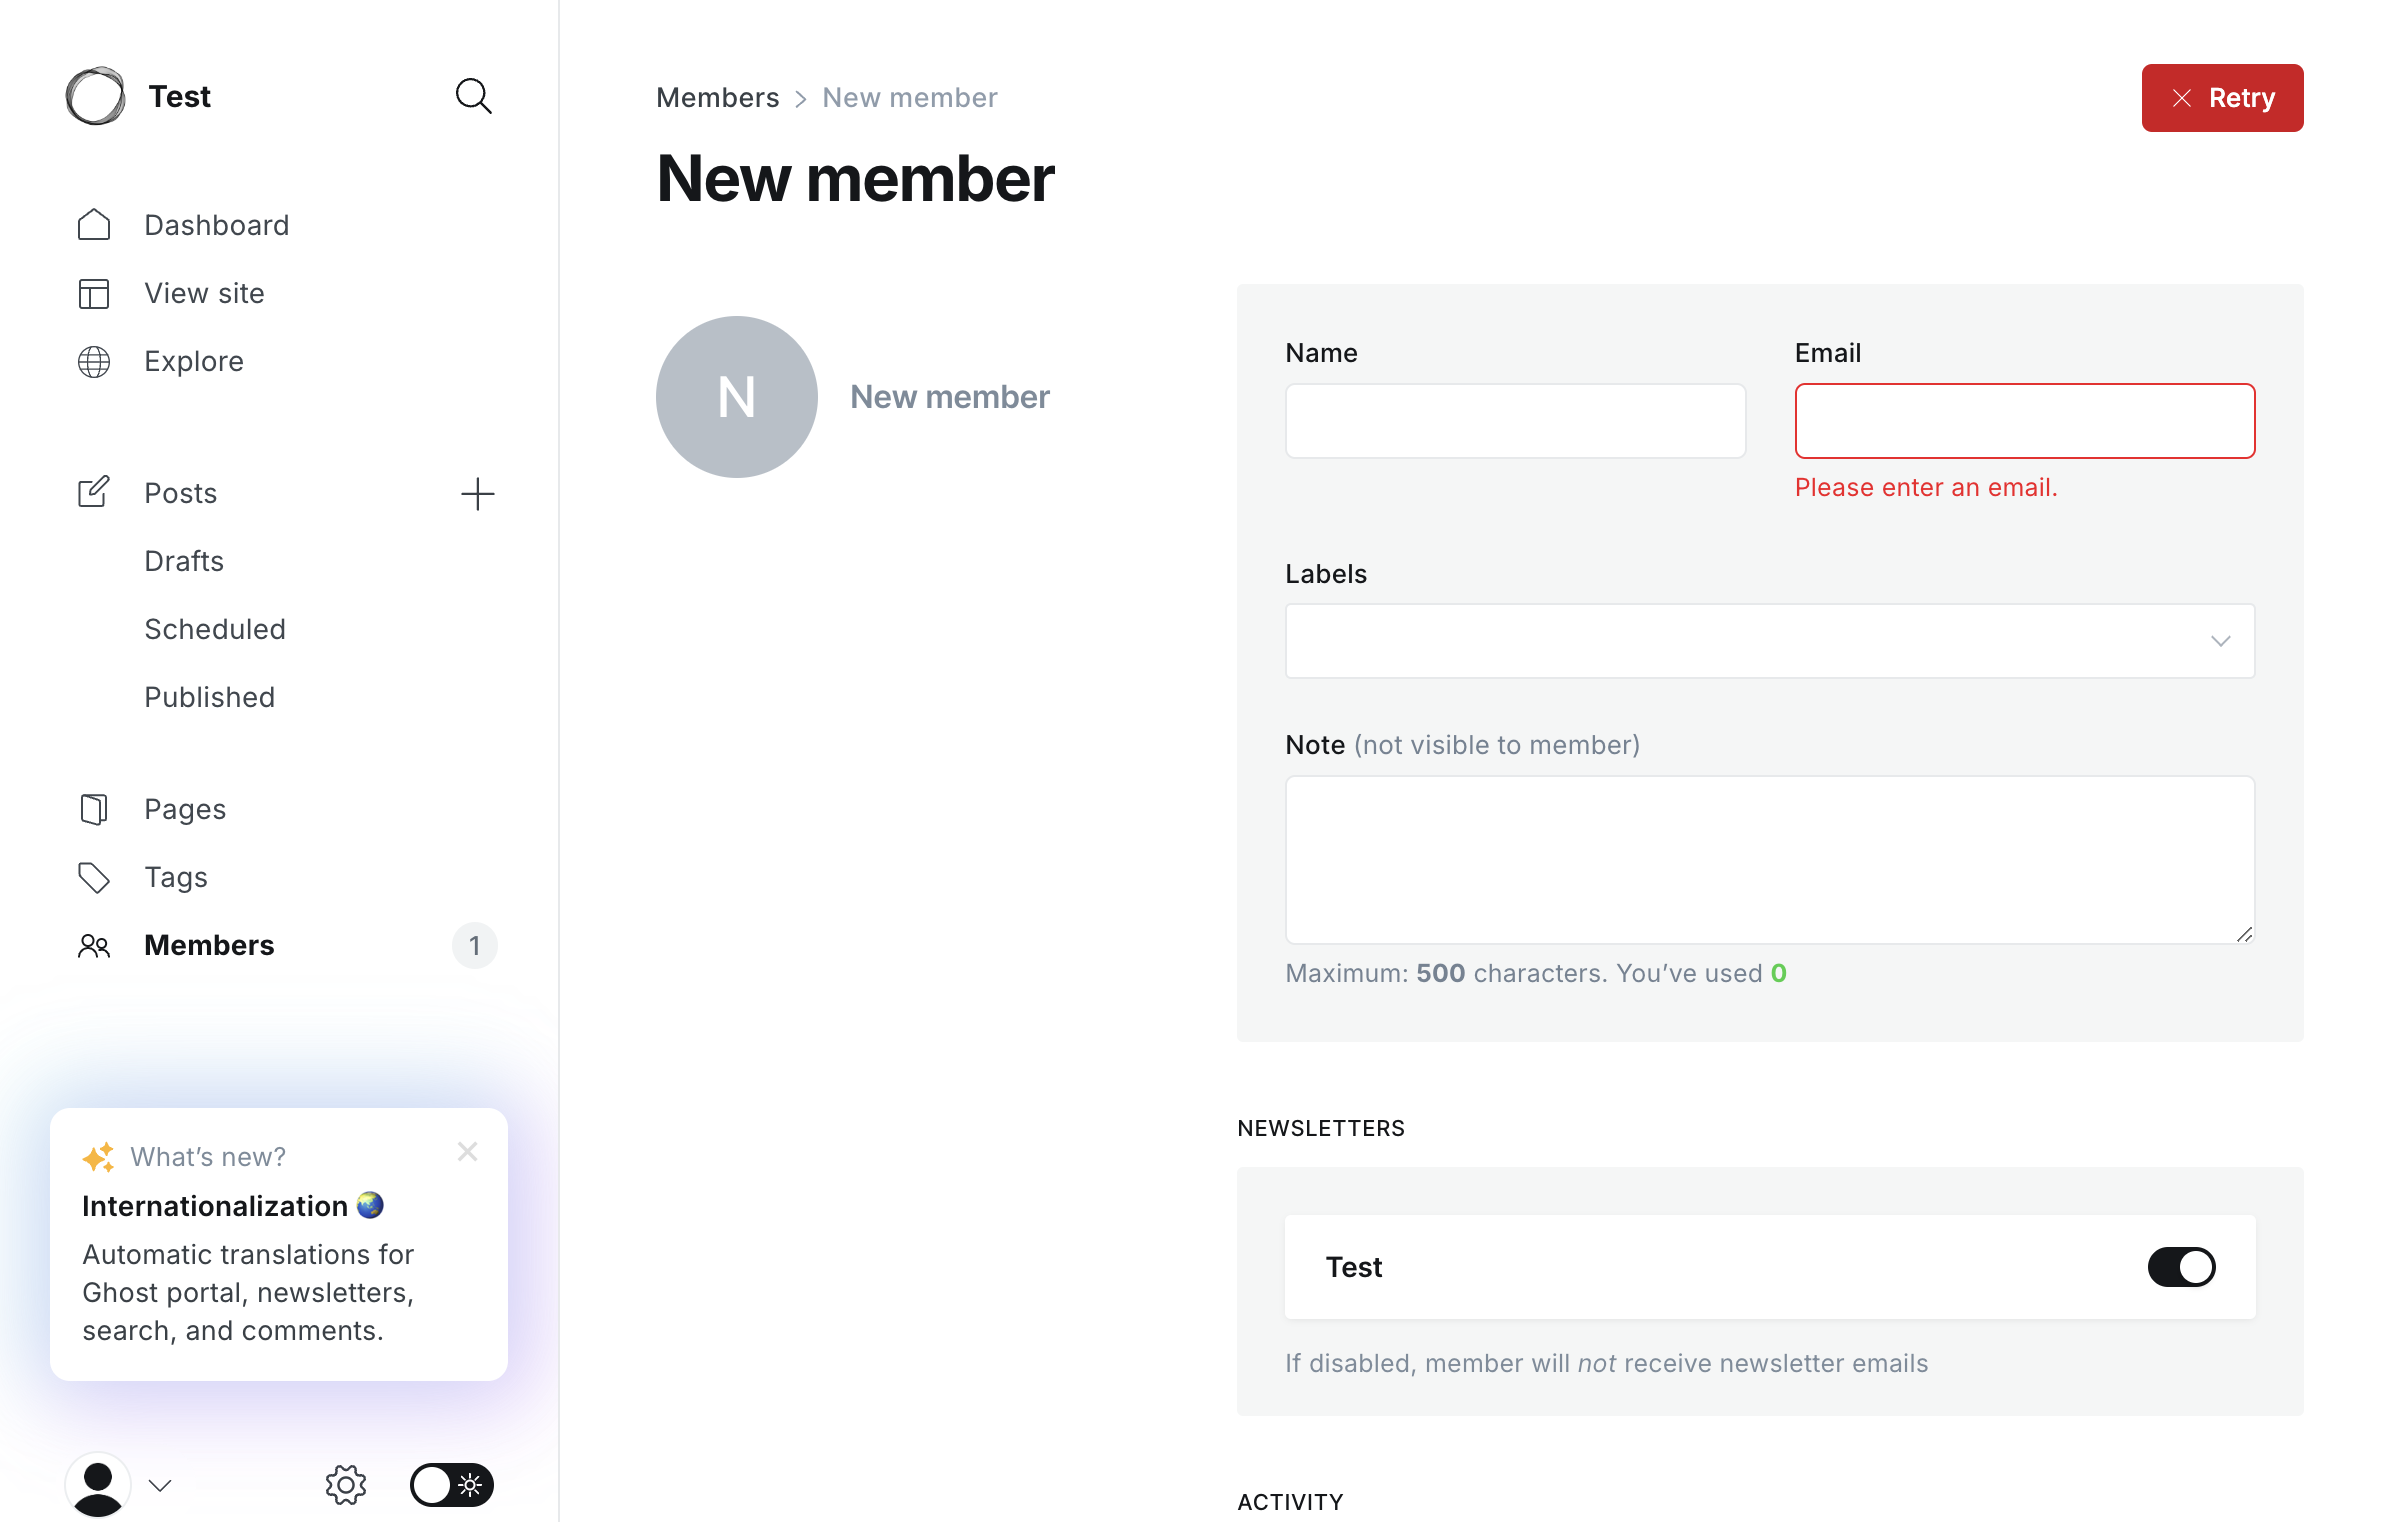 Test
Dashboard
View site
Explore
Posts
Drafts
Scheduled
Published
Pages
Tags
Members 1
What’s new?
Internationalization
Automatic translations for
Ghost portal, newsletters,
search, and comments.
Members > New member
Retry
New member
N
New member
Name
Email
Please enter an email.
Labels
Note (not visible to member)
Maximum: 500 characters. You’ve used 0
NEWSLETTERS
Test
If disabled, member will not receive newsletter emails
ACTIVITY